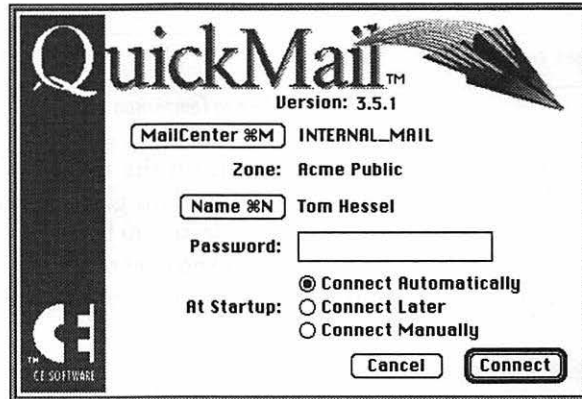 QuickMail™
Version: 3.5.1
MailCenter ⌘M INTERNAL_MAIL
Zone: Acme Public
Name ⌘N Tom Hessel
Password:
Connect Automatically
At Startup: Connect Later
Connect Manually
™
CE SOFTWARE
Cancel Connect